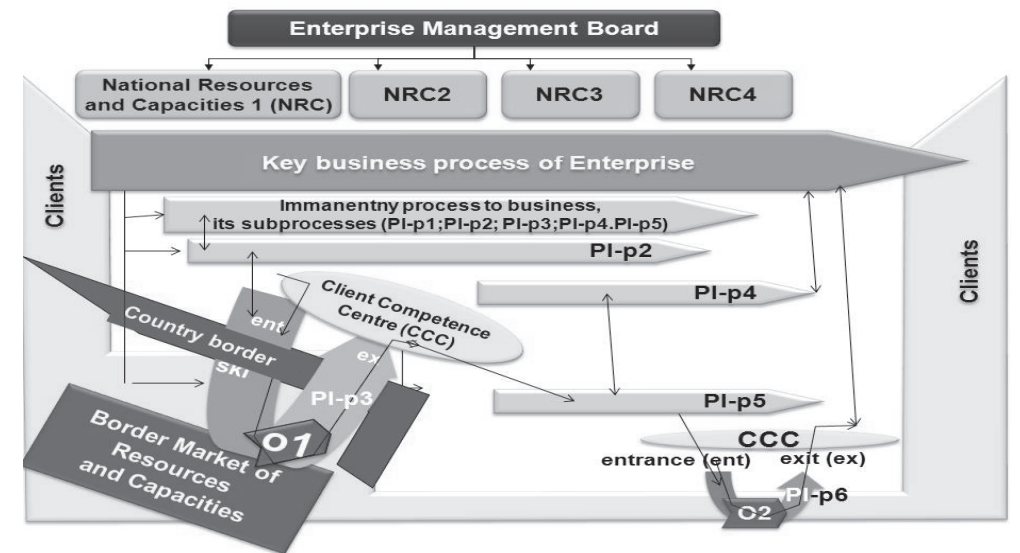 Enterprise Management Board
National Resources
and Capacities 1 (NRC)
NRC2
NRC3
NRC4
Key business process of Enterprise
Clients
Clients
Immanentny process to business,
its subprocesses (PI-p1;PI-p2; PI-p3;PI-p4.PI-p5)
PI-p2
PI-p4
Client Competence
Centre (CCC)
Country border
ent
ski
ex
PI-p3
PI-p5
O1
Border Market of
Resources
and Capacities
CCC
entrance (ent)
exit (ex)
PI-p6
O2